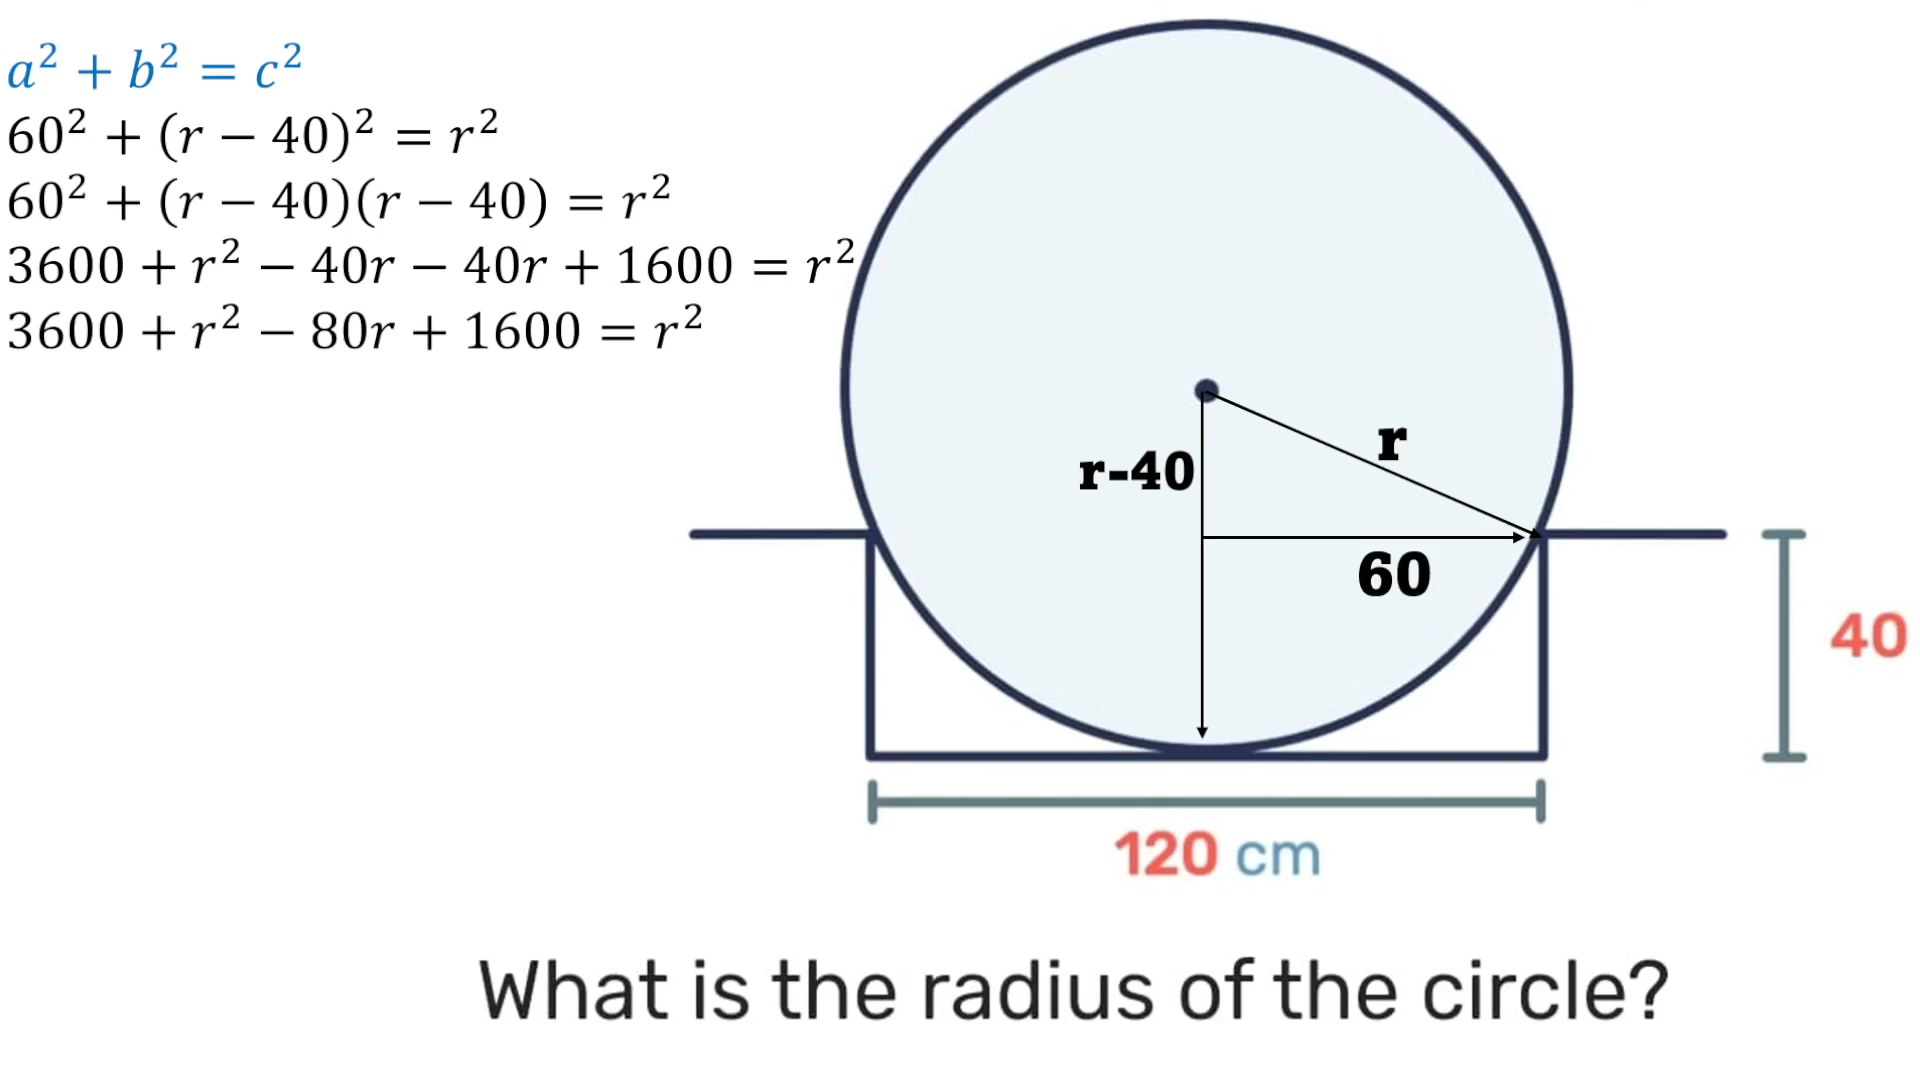 a² + b² = c²
60² + (r − 40)² = r²
60² + (r − 40)(r − 40) = r²
3600 + r² − 40r − 40r + 1600 = r²
3600 + r² − 80r + 1600 = r²
r
r-40
60
40
120 cm
What is the radius of the circle?